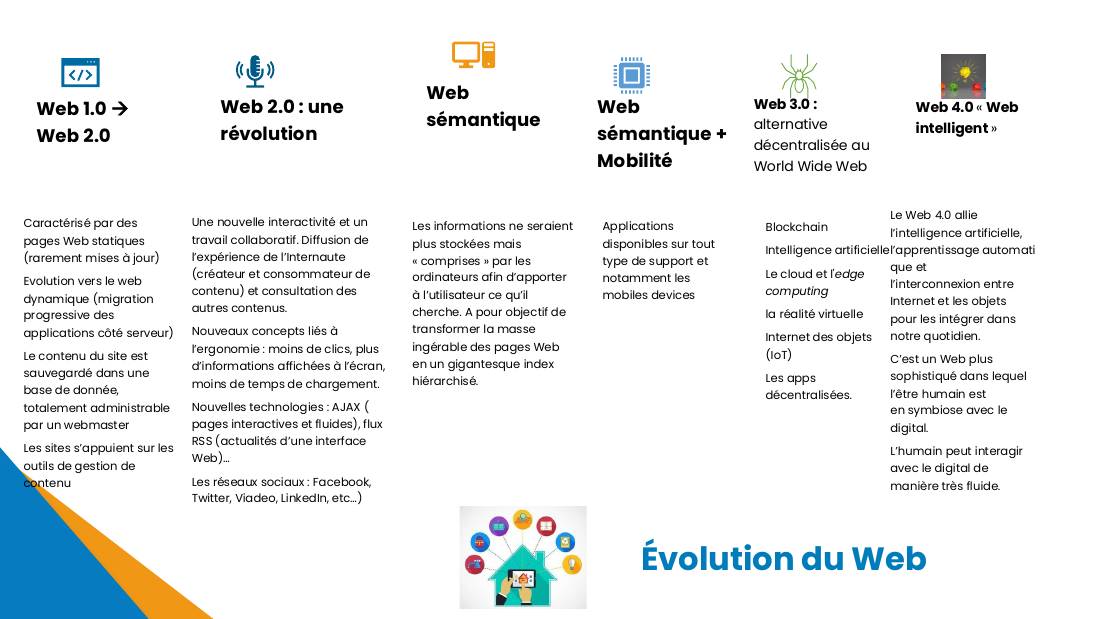 Web 1.0 →
Web 2.0
Caractérisé par des
pages Web statiques
(rarement mises à jour)
Evolution vers le web
dynamique (migration
progressive des
applications côté serveur)
Le contenu du site est
sauvegardé dans une
base de donnée,
totalement administrable
par un webmaster
Les sites s’appuient sur les
outils de gestion de
contenu
Web 2.0 : une
révolution
Une nouvelle interactivité et un
travail collaboratif. Diffusion de
l’expérience de l’Internaute
(créateur et consommateur de
contenu) et consultation des
autres contenus.
Nouveaux concepts liés à
l’ergonomie : moins de clics, plus
d’informations affichées à l’écran,
moins de temps de chargement.
Nouvelles technologies : AJAX (
pages interactives et fluides), flux
RSS (actualités d’une interface
Web)…
Les réseaux sociaux : Facebook,
Twitter, Viadeo, LinkedIn, etc…)
Web
sémantique
Les informations ne seraient
plus stockées mais
« comprises » par les
ordinateurs afin d’apporter
à l’utilisateur ce qu’il
cherche. A pour objectif de
transformer la masse
ingérable des pages Web
en un gigantesque index
hiérarchisé.
Web
sémantique +
Mobilité
Applications
disponibles sur tout
type de support et
notamment les
mobiles devices
Web 3.0 :
alternative
décentralisée au
World Wide Web
Blockchain
Intelligence artificielle
Le cloud et l’edge
computing
la réalité virtuelle
Internet des objets
(IoT)
Les apps
décentralisées.
Web 4.0 « Web
intelligent »
Le Web 4.0 allie
l’intelligence artificielle,
l’apprentissage automati
que et
l’interconnexion entre
Internet et les objets
pour les intégrer dans
notre quotidien.
C’est un Web plus
sophistiqué dans lequel
l’être humain est
en symbiose avec le
digital.
L’humain peut interagir
avec le digital de
manière très fluide.
Évolution du Web